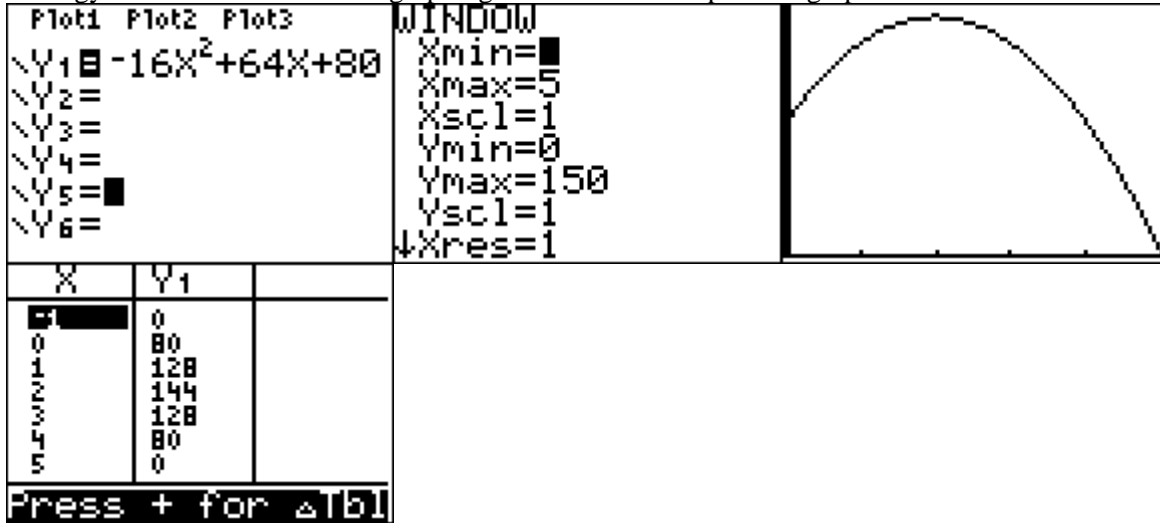 Plot1 Plot2 Plot3
\Y1=-16X²+64X+80
\Y2=
\Y3=
\Y4=
\Y5=
\Y6=
WINDOW
Xmin=
Xmax=5
Xscl=1
Ymin=0
Ymax=150
Yscl=1
↓Xres=1
X Y1
-1 0
0 80
1 128
2 144
3 128
4 80
5 0
Press + for △Tbl